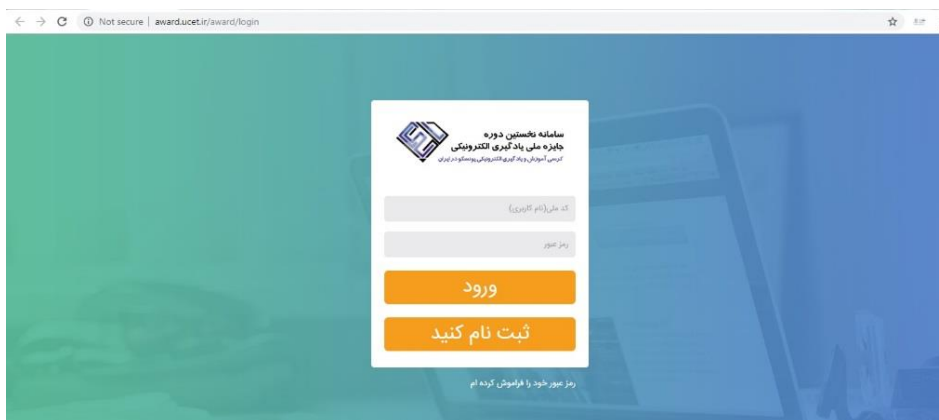 Not secure | award.ucet.ir/award/login
سامانه نخستین دوره
جایزه ملی یادگیری الکترونیکی
کرسی آموزش و یادگیری الکترونیکی یونسکو در ایران
کد ملی(نام کاربری)
رمز عبور
ورود
ثبت نام کنید
رمز عبور خود را فراموش کرده ام